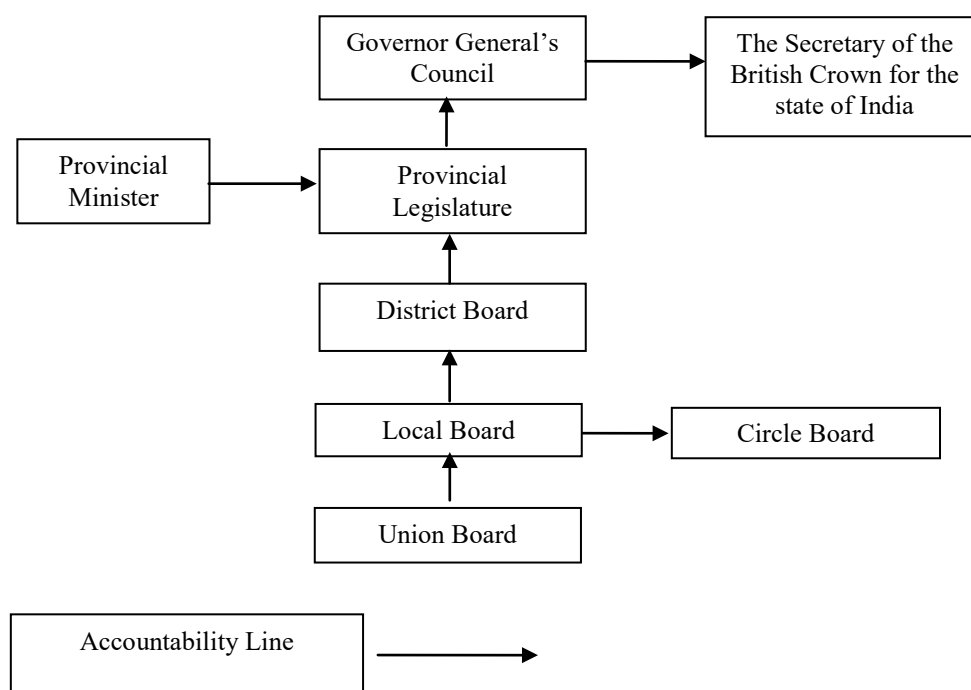 Governor General’s
Council
The Secretary of the
British Crown for the
state of India
Provincial
Minister
Provincial
Legislature
District Board
Local Board
Circle Board
Union Board
Accountability Line